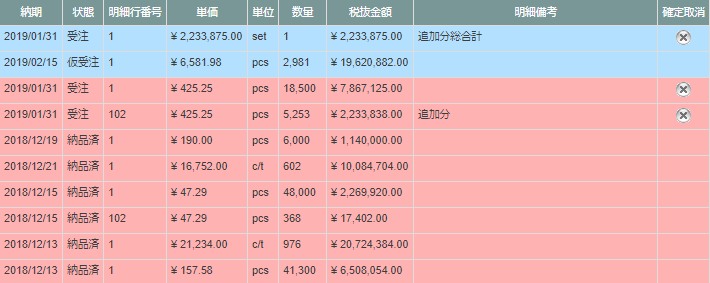 納期 状態 明細行番号 単価 単位 数量 税抜金額 明細備考 確定取消
2019/01/31 受注 1 ¥ 2,233,875.00 set 1 ¥ 2,233,875.00 追加分総合計
2019/02/15 仮受注 1 ¥ 6,581.98 pcs 2,981 ¥ 19,620,882.00
2019/01/31 受注 1 ¥ 425.25 pcs 18,500 ¥ 7,867,125.00
2019/01/31 受注 102 ¥ 425.25 pcs 5,253 ¥ 2,233,838.00 追加分
2018/12/19 納品済 1 ¥ 190.00 pcs 6,000 ¥ 1,140,000.00
2018/12/21 納品済 1 ¥ 16,752.00 c/t 602 ¥ 10,084,704.00
2018/12/15 納品済 1 ¥ 47.29 pcs 48,000 ¥ 2,269,920.00
2018/12/15 納品済 102 ¥ 47.29 pcs 368 ¥ 17,402.00
2018/12/13 納品済 1 ¥ 21,234.00 c/t 976 ¥ 20,724,384.00
2018/12/13 納品済 1 ¥ 157.58 pcs 41,300 ¥ 6,508,054.00